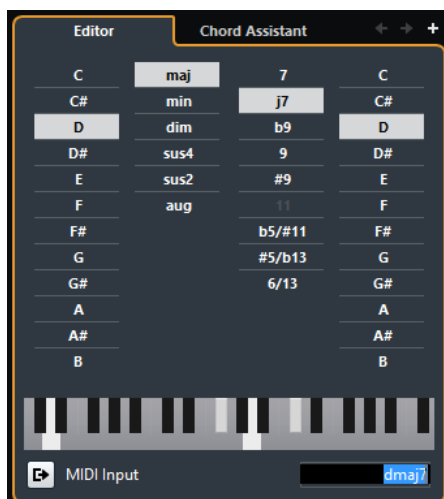 Editor Chord Assistant
C maj 7 C
C# min j7 C#
D dim b9 D
D# sus4 9 D#
E sus2 #9 E
F aug 11 F
F# b5/#11 F#
G #5/b13 G
G# 6/13 G#
A A
A# A#
B B
MIDI Input dmaj7